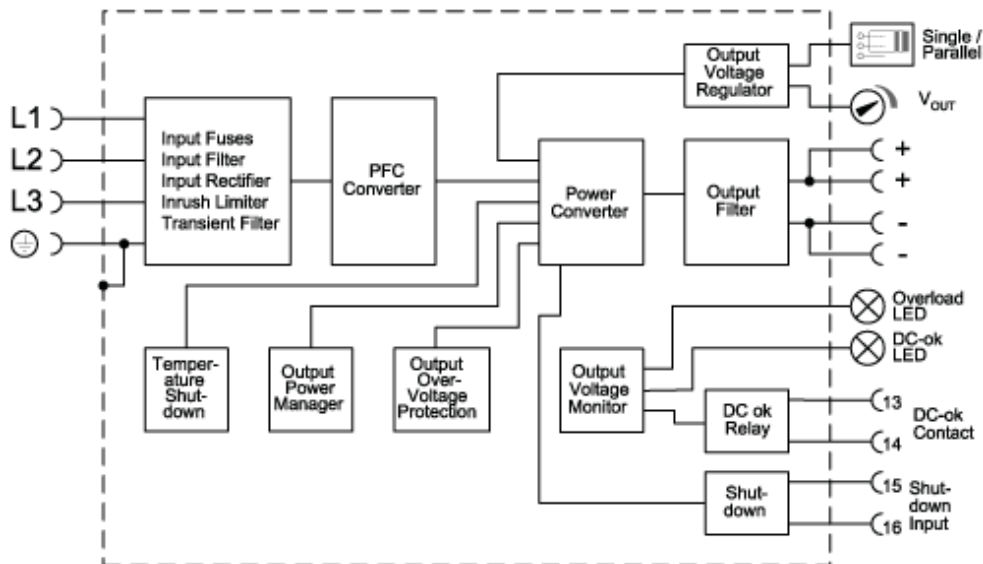 L1
L2
L3
Input Fuses
Input Filter
Input Rectifier
Inrush Limiter
Transient Filter
PFC
Converter
Power
Converter
Output
Filter
Output
Voltage
Regulator
Single /
Parallel
VOUT
+
+
-
-
Temper-
ature
Shut-
down
Output
Power
Manager
Output
Over-
Voltage
Protection
Output
Voltage
Monitor
Overload
LED
DC-ok
LED
DC ok
Relay
13
14
DC-ok
Contact
Shut-
down
15
16
Shut-
down
Input